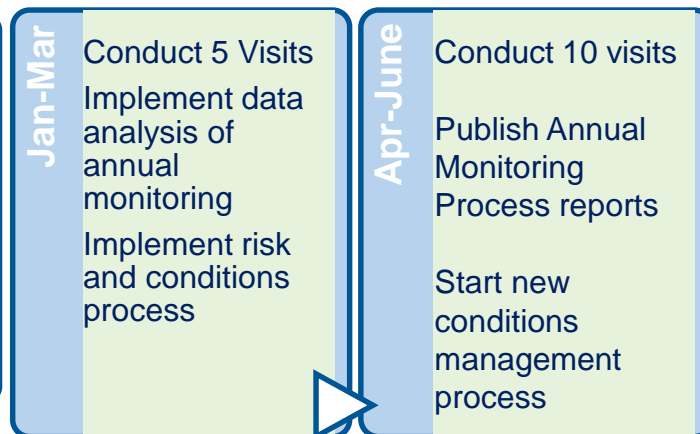 Jan-Mar
Conduct 5 Visits
Implement data
analysis of
annual
monitoring
Implement risk
and conditions
process
Apr-June
Conduct 10 visits
Publish Annual
Monitoring
Process reports
Start new
conditions
management
process